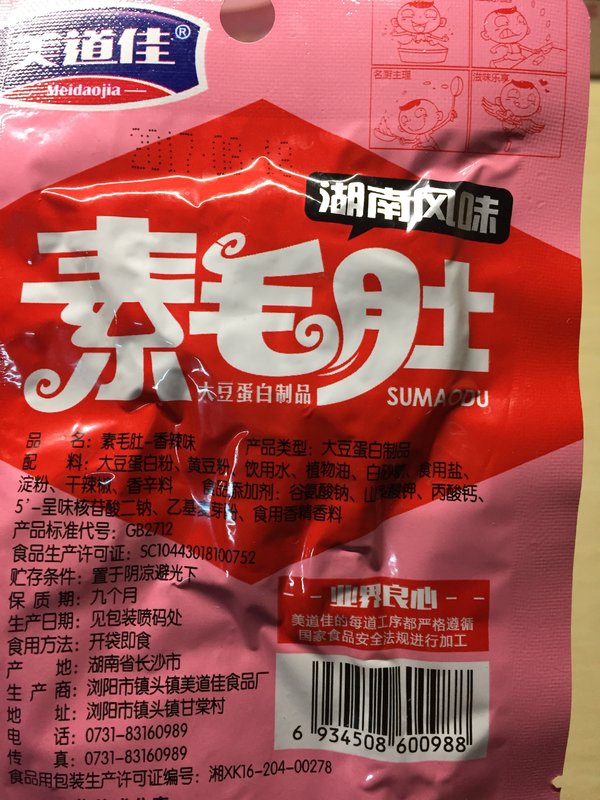 美道佳®
Meidaojia
名厨主理
滋味乐享
湖南风味
素毛肚
大豆蛋白制品
SUMAODU
品 名：素毛肚-香辣味 产品类型：大豆蛋白制品
配 料：大豆蛋白粉、黄豆粉、饮用水、植物油、白砂糖、食用盐、
淀粉、干辣椒、香辛料 食品添加剂：谷氨酸钠、山梨酸钾、丙酸钙、
5'-呈味核苷酸二钠、乙基麦芽酚、食用香精香料
产品标准代号：GB2712
食品生产许可证：SC10443018100752
贮存条件：置于阴凉避光下
保 质 期：九个月
生产日期：见包装喷码处
食用方法：开袋即食
产 地：湖南省长沙市
生 产 商：浏阳市镇头镇美道佳食品厂
地 址：浏阳市镇头镇甘棠村
电 话：0731-83160989
传 真：0731-83160989
食品用包装生产许可证编号：湘XK16-204-00278
业界良心
美道佳的每道工序都严格遵循
国家食品安全法规进行加工
6 934508 600988